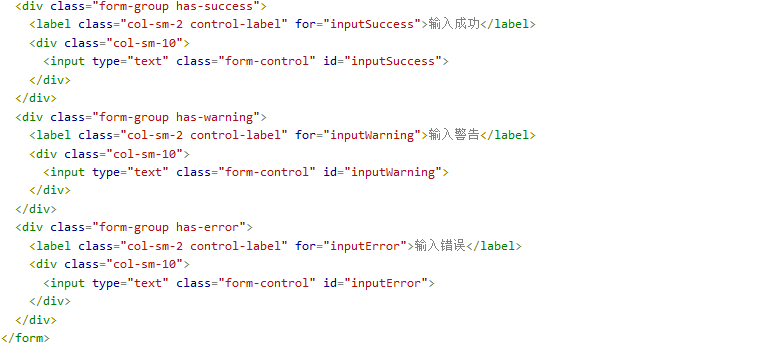 <div class="form-group has-success">
<label class="col-sm-2 control-label" for="inputSuccess">输入成功</label>
<div class="col-sm-10">
<input type="text" class="form-control" id="inputSuccess">
</div>
</div>
<div class="form-group has-warning">
<label class="col-sm-2 control-label" for="inputWarning">输入警告</label>
<div class="col-sm-10">
<input type="text" class="form-control" id="inputWarning">
</div>
</div>
<div class="form-group has-error">
<label class="col-sm-2 control-label" for="inputError">输入错误</label>
<div class="col-sm-10">
<input type="text" class="form-control" id="inputError">
</div>
</div>
</form>